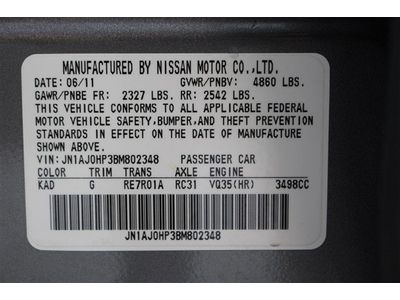 MANUFACTURED BY NISSAN MOTOR CO., LTD.
DATE: 06/11 GVWR/PNBV: 4860 LBS.
GAWR/PNBE FR: 2327 LBS. RR: 2542 LBS.
THIS VEHICLE CONFORMS TO ALL APPLICABLE FEDERAL
MOTOR VEHICLE SAFETY, BUMPER, AND THEFT PREVENTION
STANDARDS IN EFFECT ON THE DATE OF MANUFACTURE
SHOWN ABOVE.
VIN: JN1AJ0HP3BM802348 PASSENGER CAR
COLOR TRIM TRANS AXLE ENGINE
KAD G RE7R01A RC31 VQ35(HR) 3498CC
JN1AJ0HP3BM802348